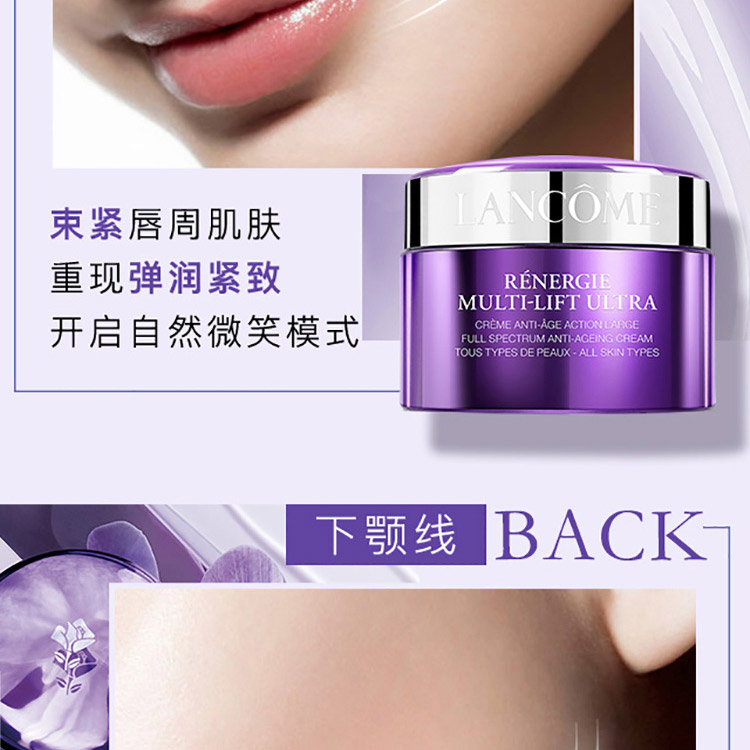 LANCÔME
RÉNERGIE
MULTI-LIFT ULTRA
CRÈME ANTI-ÂGE ACTION LARGE
FULL SPECTRUM ANTI-AGEING CREAM
TOUS TYPES DE PEAUX - ALL SKIN TYPES
束紧唇周肌肤
重现弹润紧致
开启自然微笑模式
下颚线 BACK